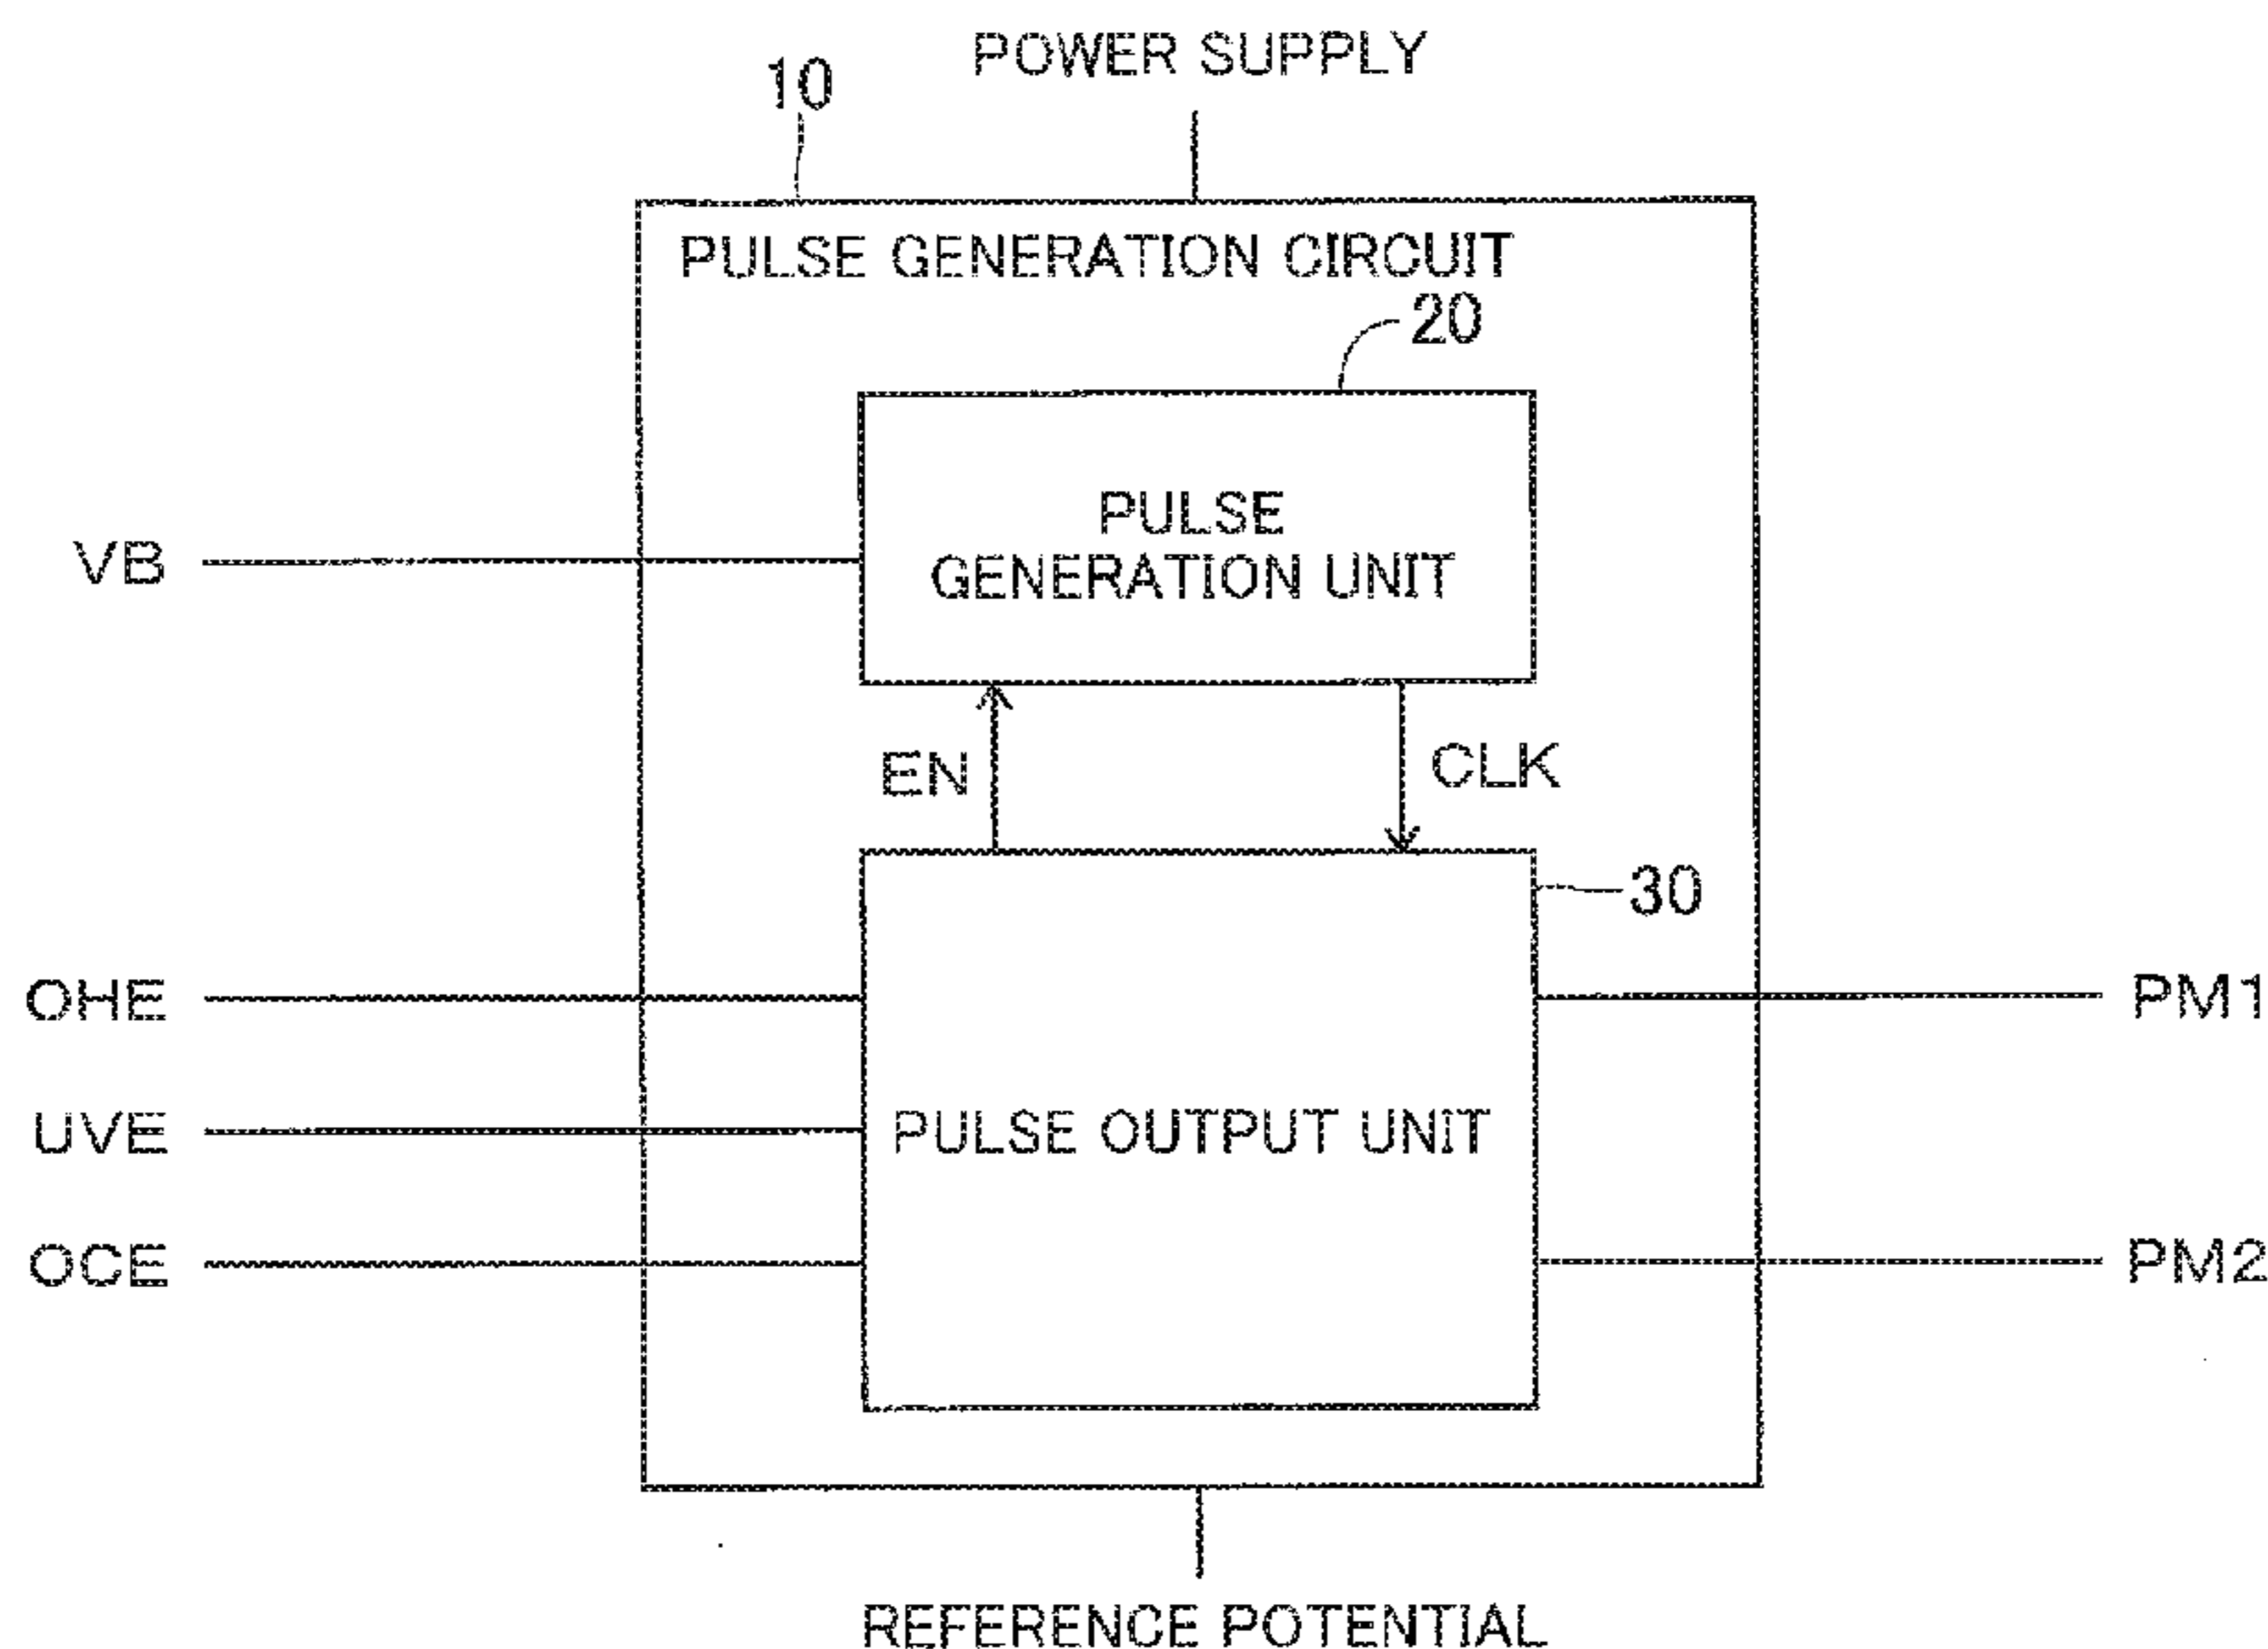 POWER SUPPLY
10
PULSE GENERATION CIRCUIT
20
PULSE
GENERATION UNIT
VB
EN
CLK
30
OHE
PM1
UVE
PULSE OUTPUT UNIT
OCE
PM2
REFERENCE POTENTIAL